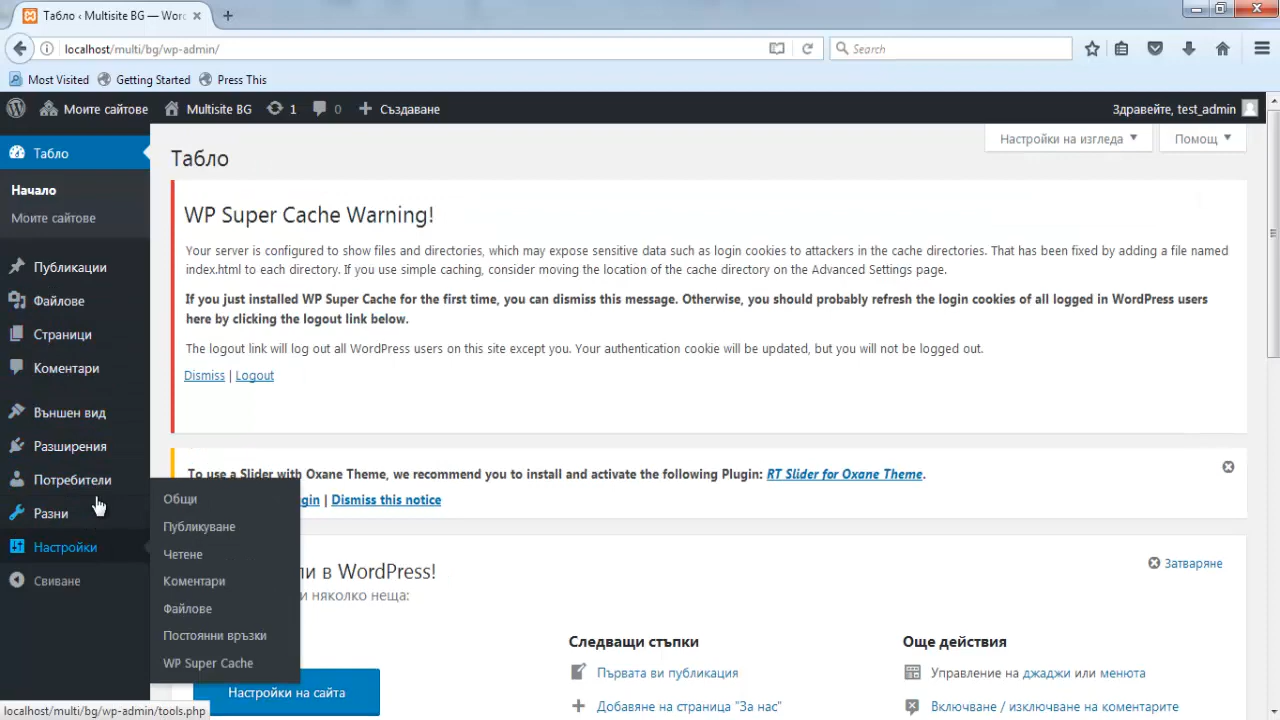 Табло ‹ Multisite BG — Wor
localhost/multi/bg/wp-admin/
Search
Most Visited
Getting Started
Press This
Моите сайтове
Multisite BG
1
0
Създаване
Здравейте, test_admin
Табло
Начало
Моите сайтове
Публикации
Файлове
Страници
Коментари
Външен вид
Разширения
Потребители
Разни
Настройки
Свиване
Общи
Публикуване
Четене
Коментари
Файлове
Постоянни връзки
WP Super Cache
Настройки на изгледа
Помощ
Табло
WP Super Cache Warning!
Your server is configured to show files and directories, which may expose sensitive data such as login cookies to attackers in the cache directories. That has been fixed by adding a file named
index.html to each directory. If you use simple caching, consider moving the location of the cache directory on the Advanced Settings page.
If you just installed WP Super Cache for the first time, you can dismiss this message. Otherwise, you should probably refresh the login cookies of all logged in WordPress users
here by clicking the logout link below.
The logout link will log out all WordPress users on this site except you. Your authentication cookie will be updated, but you will not be logged out.
Dismiss | Logout
To use a Slider with Oxane Theme, we recommend you to install and activate the following Plugin: RT Slider for Oxane Theme.
gin | Dismiss this notice
ли в WordPress!
и няколко неща:
Затваряне
Настройки на сайта
Следващи стъпки
Първата ви публикация
Добавяне на страница "За нас"
Още действия
Управление на джаджи или менюта
Включване / изключване на коментарите
localhost/multi/bg/wp-admin/tools.php